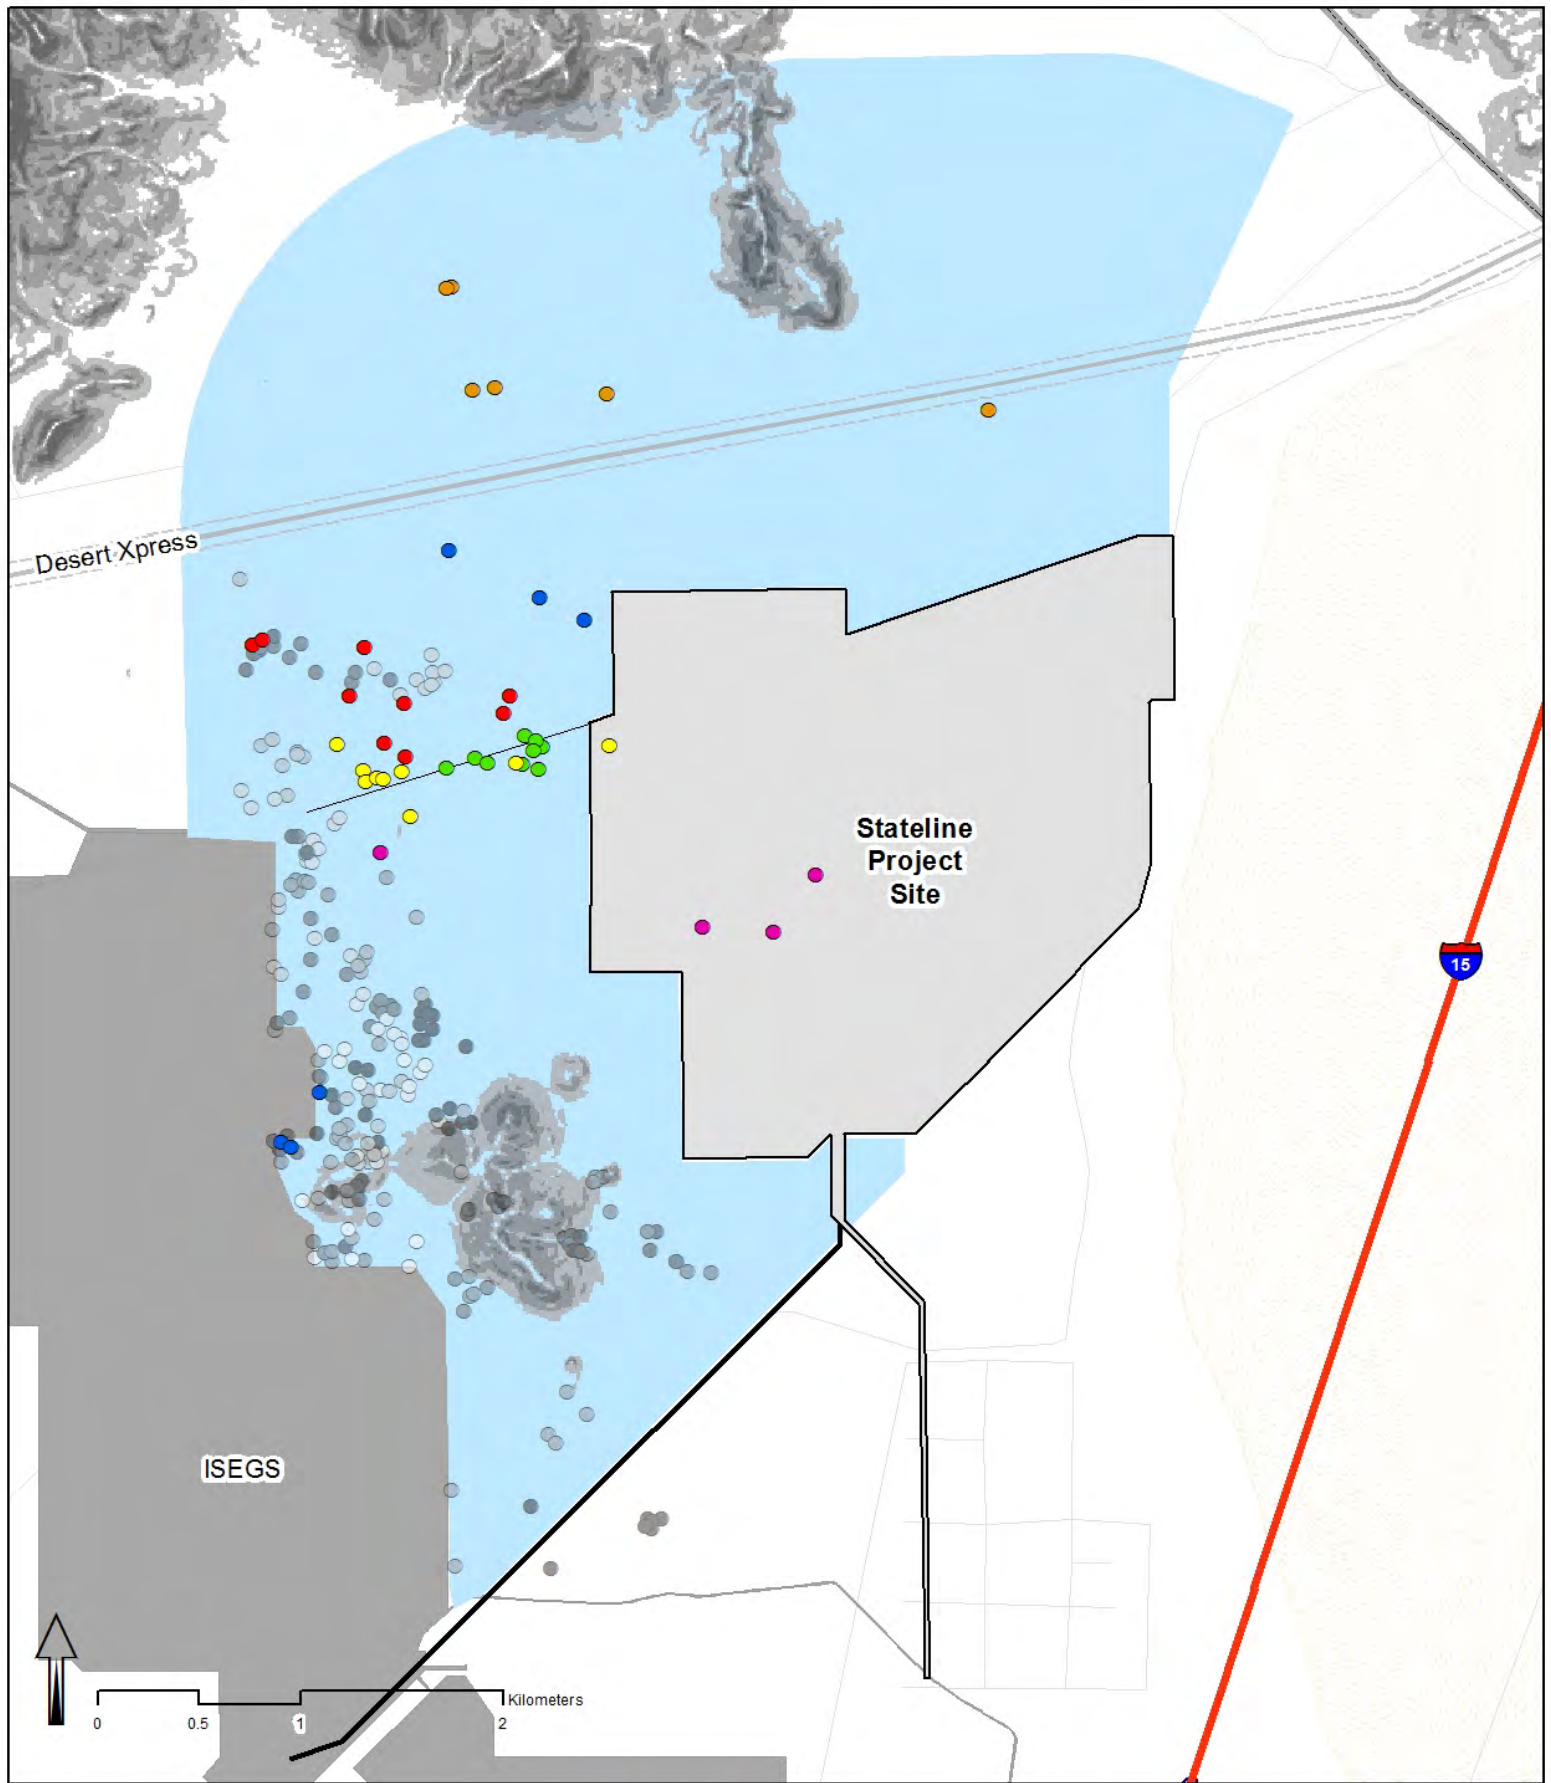 Desert Xpress
Stateline
Project
Site
15
ISEGS
Kilometers
0 0.5 1 2